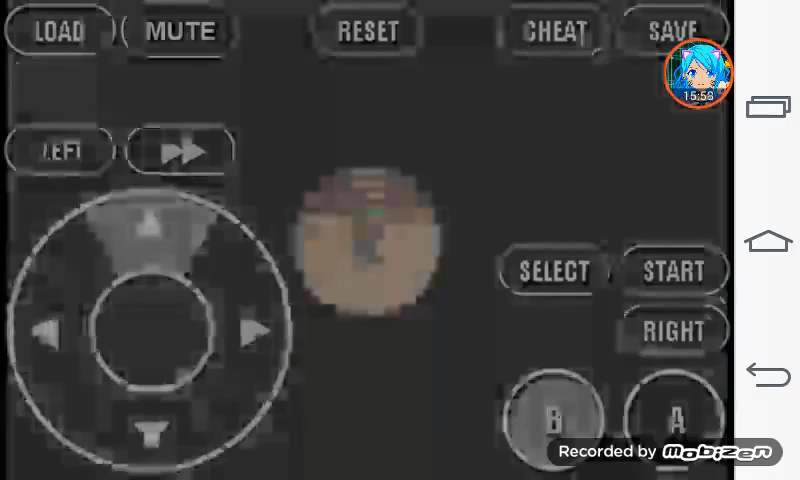 LOAD MUTE RESET CHEAT SAVE
15:58
LEFT
SELECT START
RIGHT
B A
Recorded by mobizen